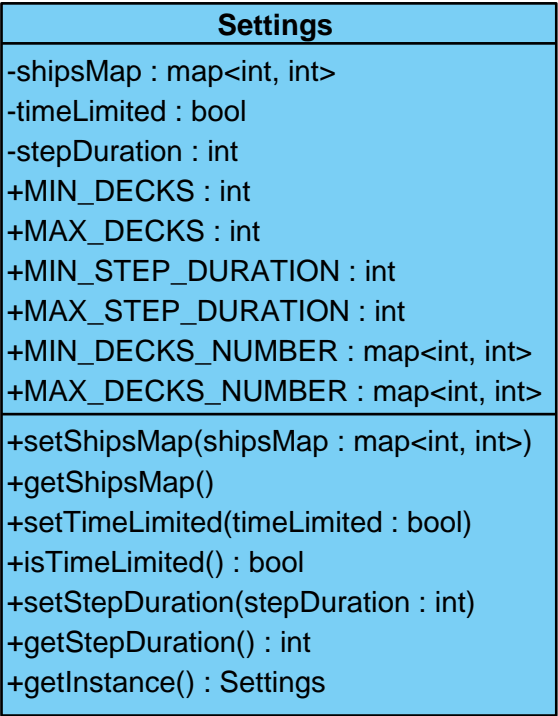 Settings
-shipsMap : map<int, int>
-timeLimited : bool
-stepDuration : int
+MIN_DECKS : int
+MAX_DECKS : int
+MIN_STEP_DURATION : int
+MAX_STEP_DURATION : int
+MIN_DECKS_NUMBER : map<int, int>
+MAX_DECKS_NUMBER : map<int, int>
+setShipsMap(shipsMap : map<int, int>)
+getShipsMap()
+setTimeLimited(timeLimited : bool)
+isTimeLimited() : bool
+setStepDuration(stepDuration : int)
+getStepDuration() : int
+getInstance() : Settings